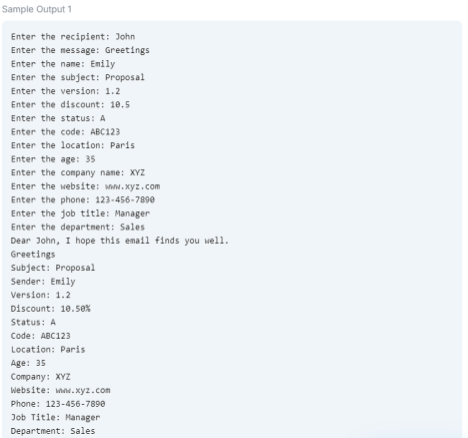 Sample Output 1
Enter the recipient: John
Enter the message: Greetings
Enter the name: Emily
Enter the subject: Proposal
Enter the version: 1.2
Enter the discount: 10.5
Enter the status: A
Enter the code: ABC123
Enter the location: Paris
Enter the age: 35
Enter the company name: XYZ
Enter the website: www.xyz.com
Enter the phone: 123-456-7890
Enter the job title: Manager
Enter the department: Sales
Dear John, I hope this email finds you well.
Greetings
Subject: Proposal
Sender: Emily
Version: 1.2
Discount: 10.50%
Status: A
Code: ABC123
Location: Paris
Age: 35
Company: XYZ
Website: www.xyz.com
Phone: 123-456-7890
Job Title: Manager
Department: Sales